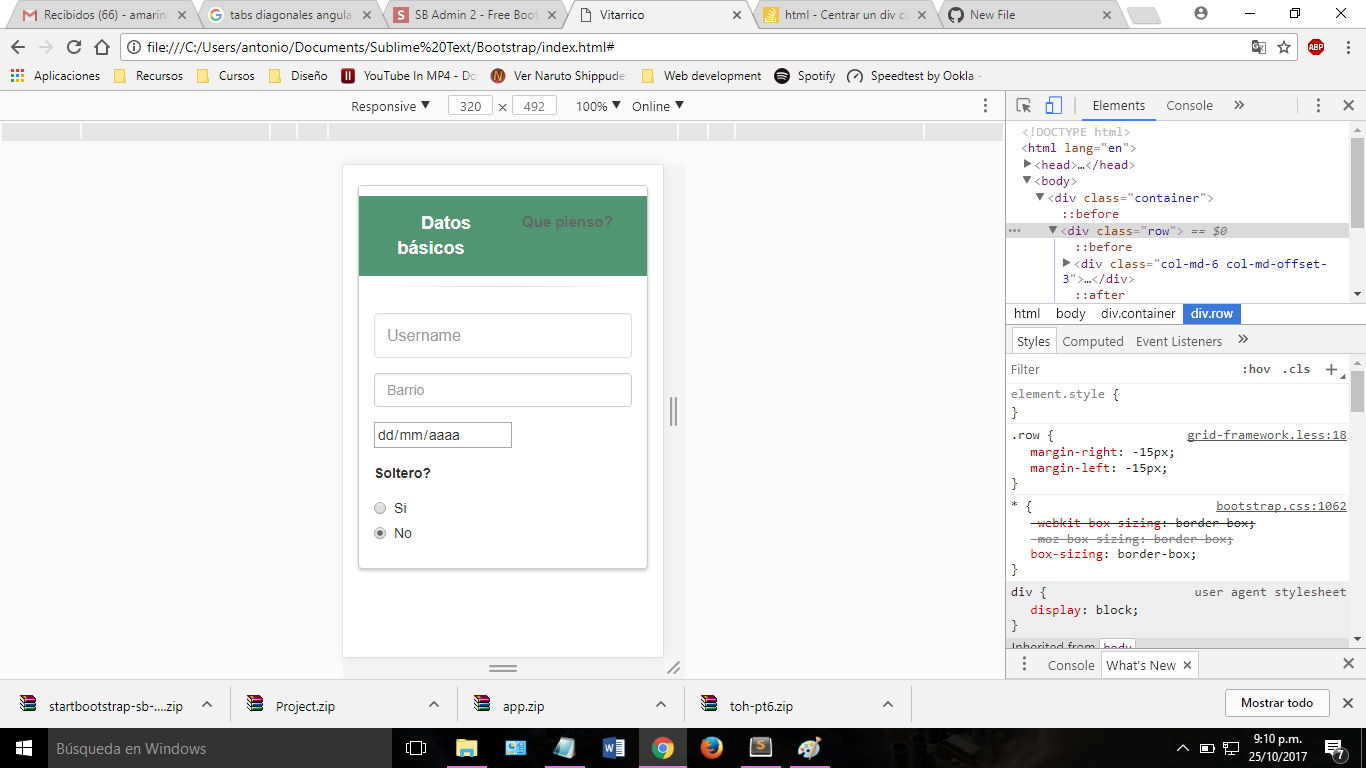 Recibidos (66) - amarin
tabs diagonales angular
SB Admin 2 - Free Boot
Vitarrico
html - Centrar un div co
New File
file:///C:/Users/antonio/Documents/Sublime%20Text/Bootstrap/index.html#
ABP
Aplicaciones
Recursos
Cursos
Diseño
YouTube In MP4 - Do
Ver Naruto Shippude
Web development
Spotify
Speedtest by Ookla -
Responsive ▼ 320 × 492 100% ▼ Online ▼
Elements Console »
<!DOCTYPE html>
<html lang="en">
▶<head>…</head>
▼<body>
▼<div class="container">
::before
… ▼<div class="row"> == $0
::before
▶<div class="col-md-6 col-md-offset-
3">…</div>
::after
html body div.container div.row
Styles Computed Event Listeners »
Filter :hov .cls +
element.style {
}
.row { grid-framework.less:18
margin-right: -15px;
margin-left: -15px;
}
* { bootstrap.css:1062
-webkit-box-sizing: border-box;
-moz-box-sizing: border-box;
box-sizing: border-box;
}
div { user agent stylesheet
display: block;
}
Inherited from body
Console What's New ×
Datos
básicos
Que pienso?
Username
Barrio
dd/mm/aaaa
Soltero?
Si
No
startbootstrap-sb-....zip
Project.zip
app.zip
toh-pt6.zip
Mostrar todo
Búsqueda en Windows
9:10 p.m.
25/10/2017
7